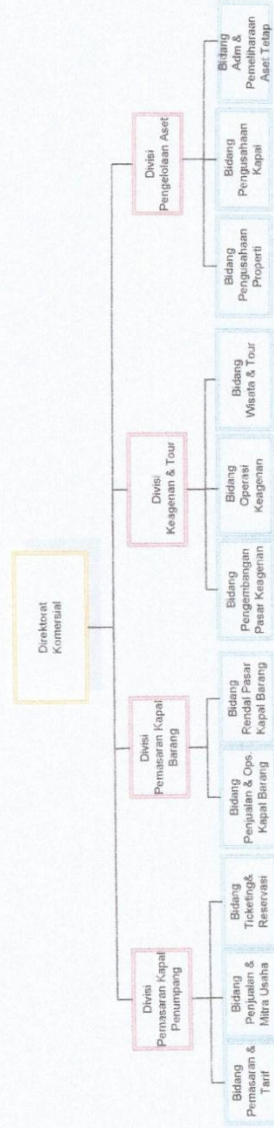 Direktorat
Komersial
Divisi
Pemasaran Kapal
Penumpang
Divisi
Pemasaran Kapal
Barang
Divisi
Keagenan & Tour
Divisi
Pengelolaan Aset
Bidang
Pemasaran &
Tarif
Bidang
Penjualan &
Mitra Usaha
Bidang
Ticketing&
Reservasi
Bidang
Penjualan & Ops.
Kapal Barang
Bidang
Rendal Pasar
Kapal Barang
Bidang
Pengembangan
Pasar Keagenan
Bidang
Operasi
Keagenan
Bidang
Wisata & Tour
Bidang
Pengusahaan
Properti
Bidang
Pengusahaan
Kapal
Bidang
Adm &
Pemeliharaan
Aset Tetap